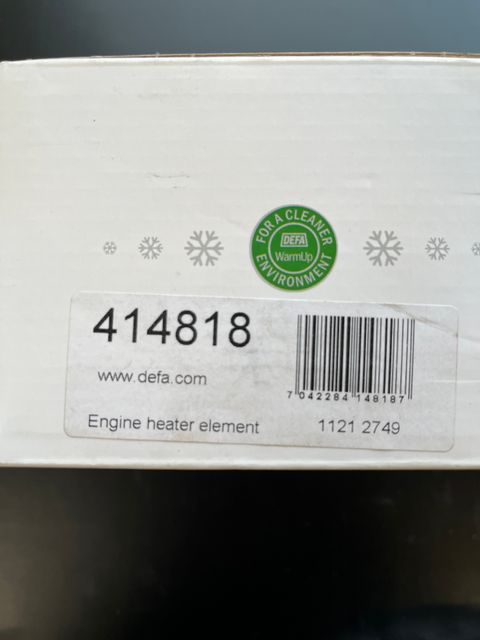 FOR A CLEANER
DEFA
WarmUp
ENVIRONMENT
414818
www.defa.com
7 042284 148187
Engine heater element
1121 2749